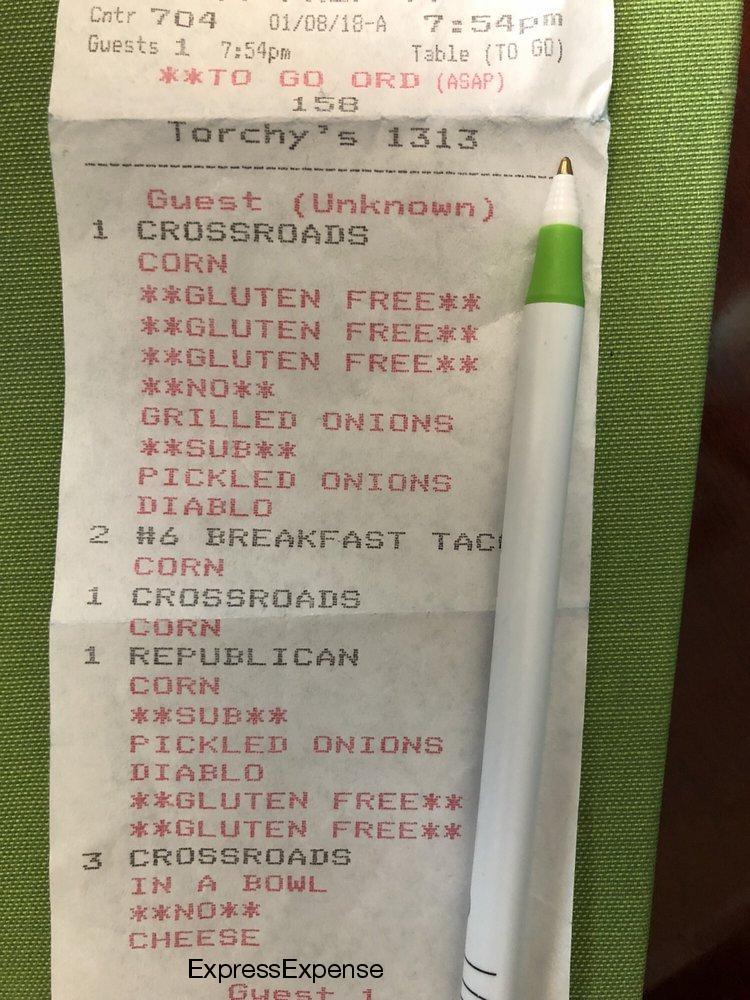 Cntr 704 01/08/18-A 7:54pm
Guests 1 7:54pm Table (TO GO)
**TO GO ORD (ASAP)
158
Torchy's 1313
Guest (Unknown)
1 CROSSROADS
CORN
**GLUTEN FREE**
**GLUTEN FREE**
**GLUTEN FREE**
**NO**
GRILLED ONIONS
**SUB**
PICKLED ONIONS
DIABLO
2 #6 BREAKFAST TAC
CORN
1 CROSSROADS
CORN
1 REPUBLICAN
CORN
**SUB**
PICKLED ONIONS
DIABLO
**GLUTEN FREE**
**GLUTEN FREE**
3 CROSSROADS
IN A BOWL
**NO**
CHEESE
ExpressExpense
Guest 1